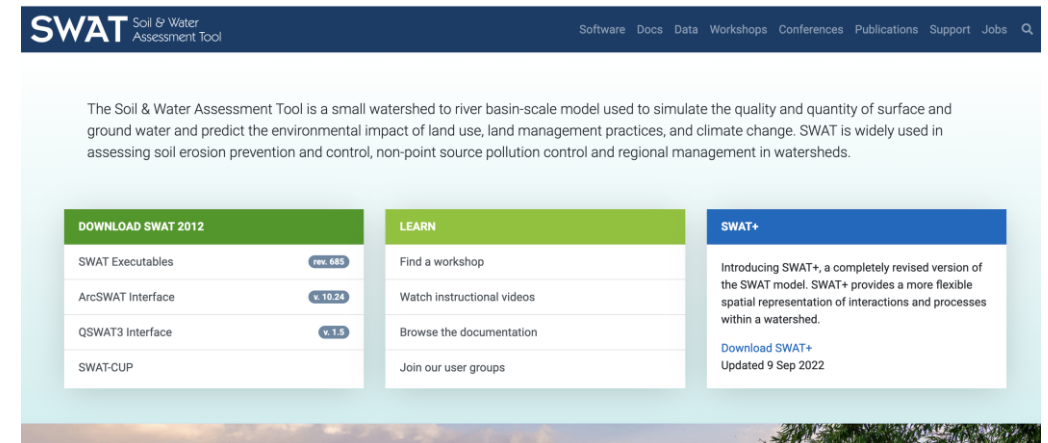 SWAT Soil & Water
Assessment Tool
Software Docs Data Workshops Conferences Publications Support Jobs
The Soil & Water Assessment Tool is a small watershed to river basin-scale model used to simulate the quality and quantity of surface and
ground water and predict the environmental impact of land use, land management practices, and climate change. SWAT is widely used in
assessing soil erosion prevention and control, non-point source pollution control and regional management in watersheds.
DOWNLOAD SWAT 2012
SWAT Executables rev. 685
ArcSWAT Interface v. 10.24
QSWAT3 Interface v. 1.5
SWAT-CUP
LEARN
Find a workshop
Watch instructional videos
Browse the documentation
Join our user groups
SWAT+
Introducing SWAT+, a completely revised version of
the SWAT model. SWAT+ provides a more flexible
spatial representation of interactions and processes
within a watershed.
Download SWAT+
Updated 9 Sep 2022